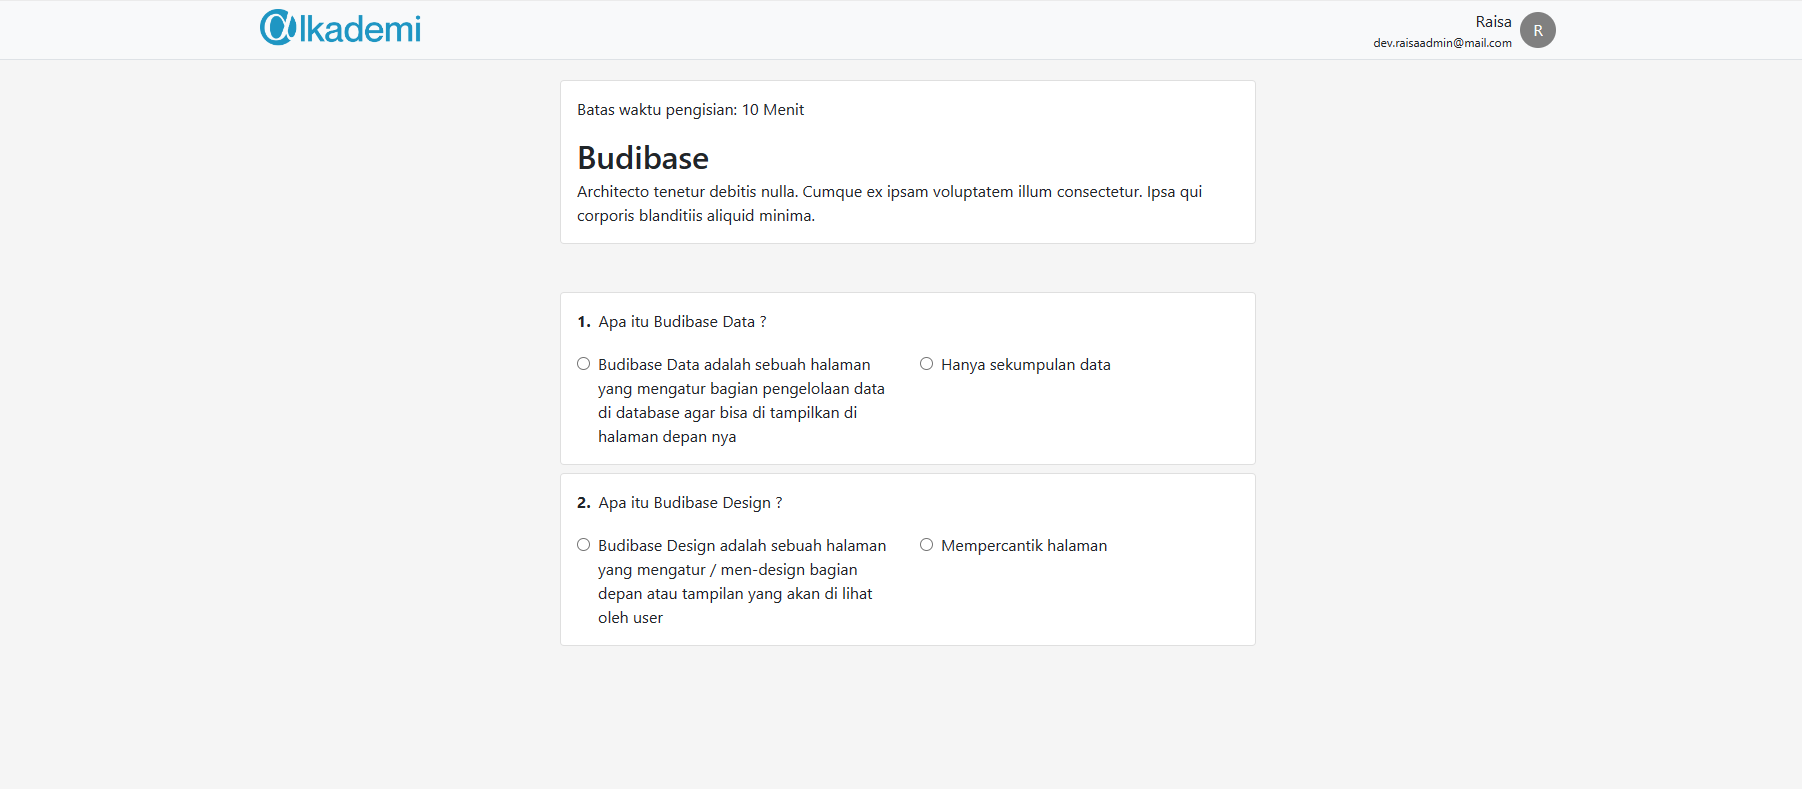 @lkademi
Raisa
dev.raisaadmin@mail.com
R
Batas waktu pengisian: 10 Menit
Budibase
Architecto tenetur debitis nulla. Cumque ex ipsam voluptatem illum consectetur. Ipsa qui
corporis blanditiis aliquid minima.
1. Apa itu Budibase Data ?
Budibase Data adalah sebuah halaman
yang mengatur bagian pengelolaan data
di database agar bisa di tampilkan di
halaman depan nya
Hanya sekumpulan data
2. Apa itu Budibase Design ?
Budibase Design adalah sebuah halaman
yang mengatur / men-design bagian
depan atau tampilan yang akan di lihat
oleh user
Mempercantik halaman